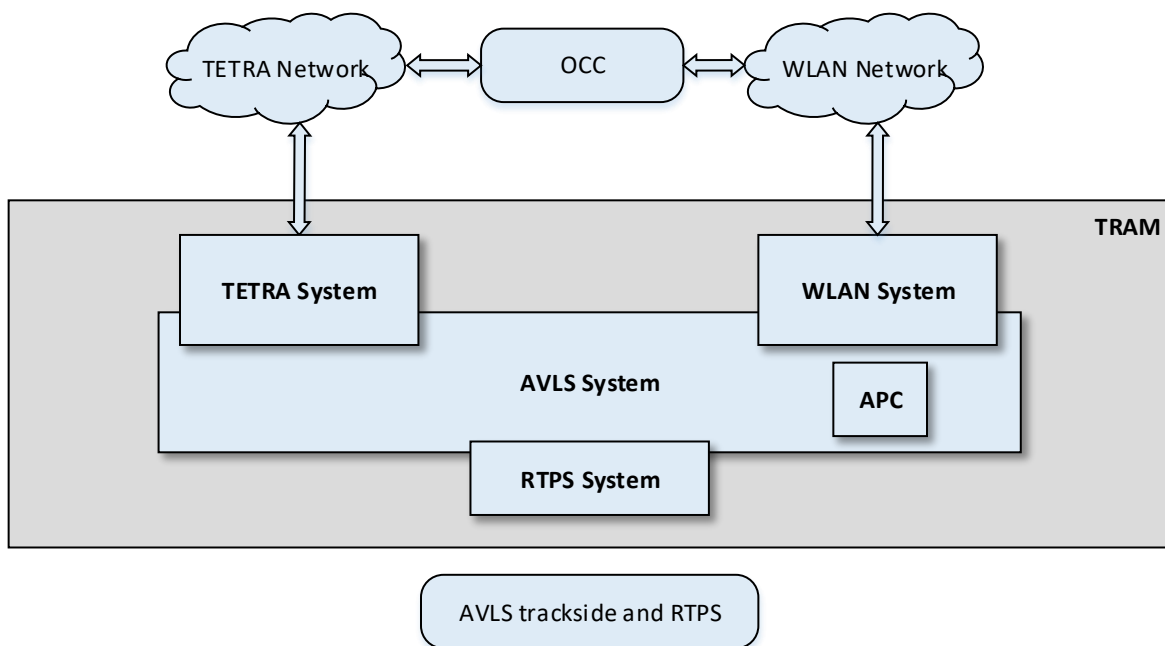 TETRA Network
OCC
WLAN Network
TRAM
TETRA System
WLAN System
AVLS System
APC
RTPS System
AVLS trackside and RTPS